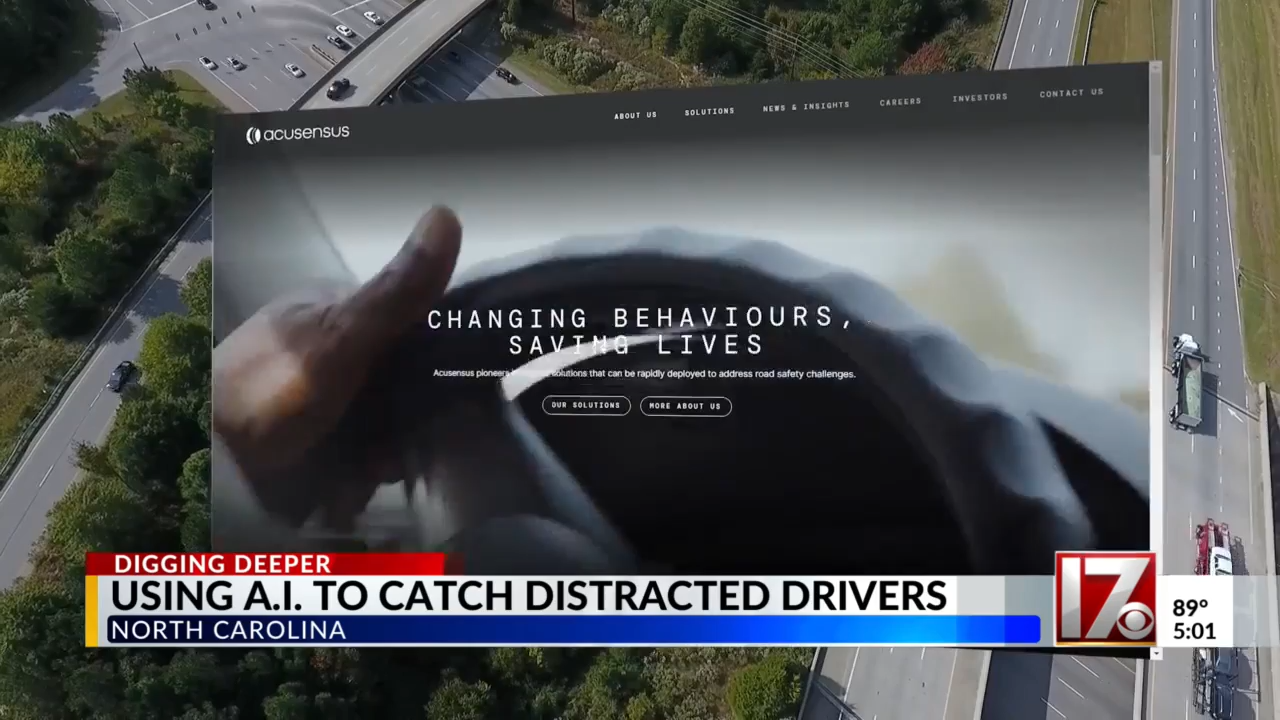 acusensus
ABOUT US
SOLUTIONS
NEWS & INSIGHTS
CAREERS
INVESTORS
CONTACT US
CHANGING BEHAVIOURS,
SAVING LIVES
Acusensus pioneers solutions that can be rapidly deployed to address road safety challenges.
OUR SOLUTIONS
MORE ABOUT US
DIGGING DEEPER
USING A.I. TO CATCH DISTRACTED DRIVERS
NORTH CAROLINA
17
89°
5:01